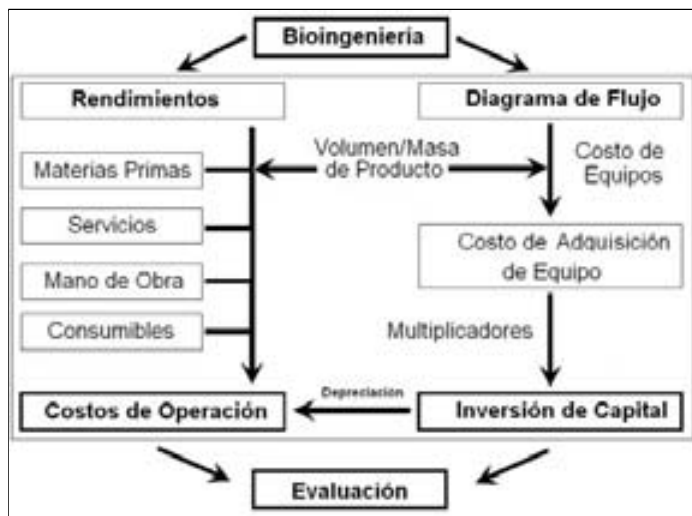 Bioingeniería
Rendimientos
Diagrama de Flujo
Volumen/Masa
de Producto
Costo de
Equipos
Materias Primas
Servicios
Costo de Adquisición
de Equipo
Mano de Obra
Consumibles
Multiplicadores
Depreciación
Costos de Operación
Inversión de Capital
Evaluación